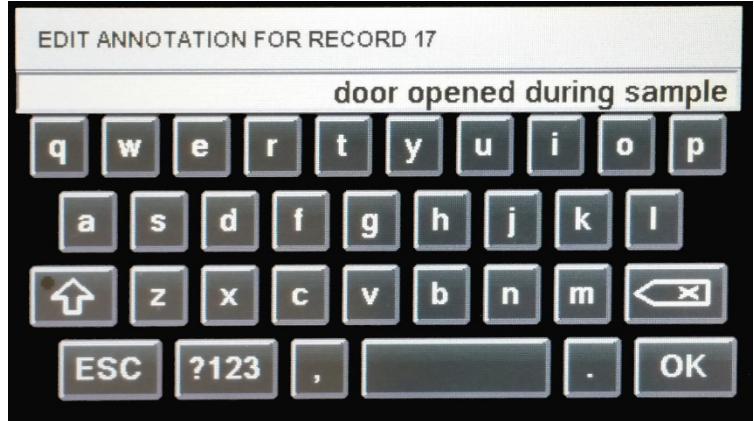 EDIT ANNOTATION FOR RECORD 17
door opened during sample
q w e r t y u i o p
a s d f g h j k l
z x c v b n m
ESC ?123 , . OK